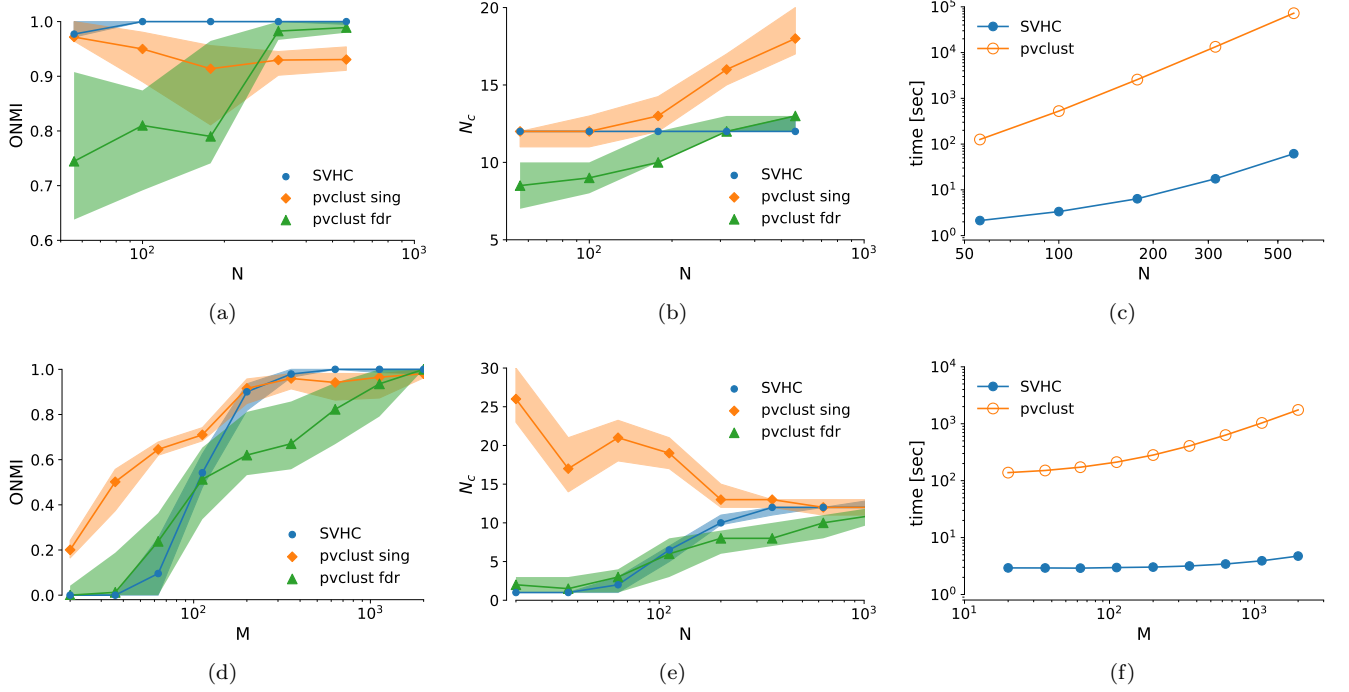 1.0
0.9
0.8
0.7
0.6
ONMI
10²
10³
N
SVHC
pvclust sing
pvclust fdr
(a)
20
15
10
5
N_c
10²
10³
N
SVHC
pvclust sing
pvclust fdr
(b)
10⁵
10⁴
10³
10²
10¹
10⁰
time [sec]
50
100
200
300
500
N
SVHC
pvclust
(c)
1.0
0.8
0.6
0.4
0.2
0.0
ONMI
10²
10³
M
SVHC
pvclust sing
pvclust fdr
(d)
30
25
20
15
10
5
0
N_c
10²
10³
N
SVHC
pvclust sing
pvclust fdr
(e)
10⁴
10³
10²
10¹
10⁰
time [sec]
10¹
10²
10³
M
SVHC
pvclust
(f)